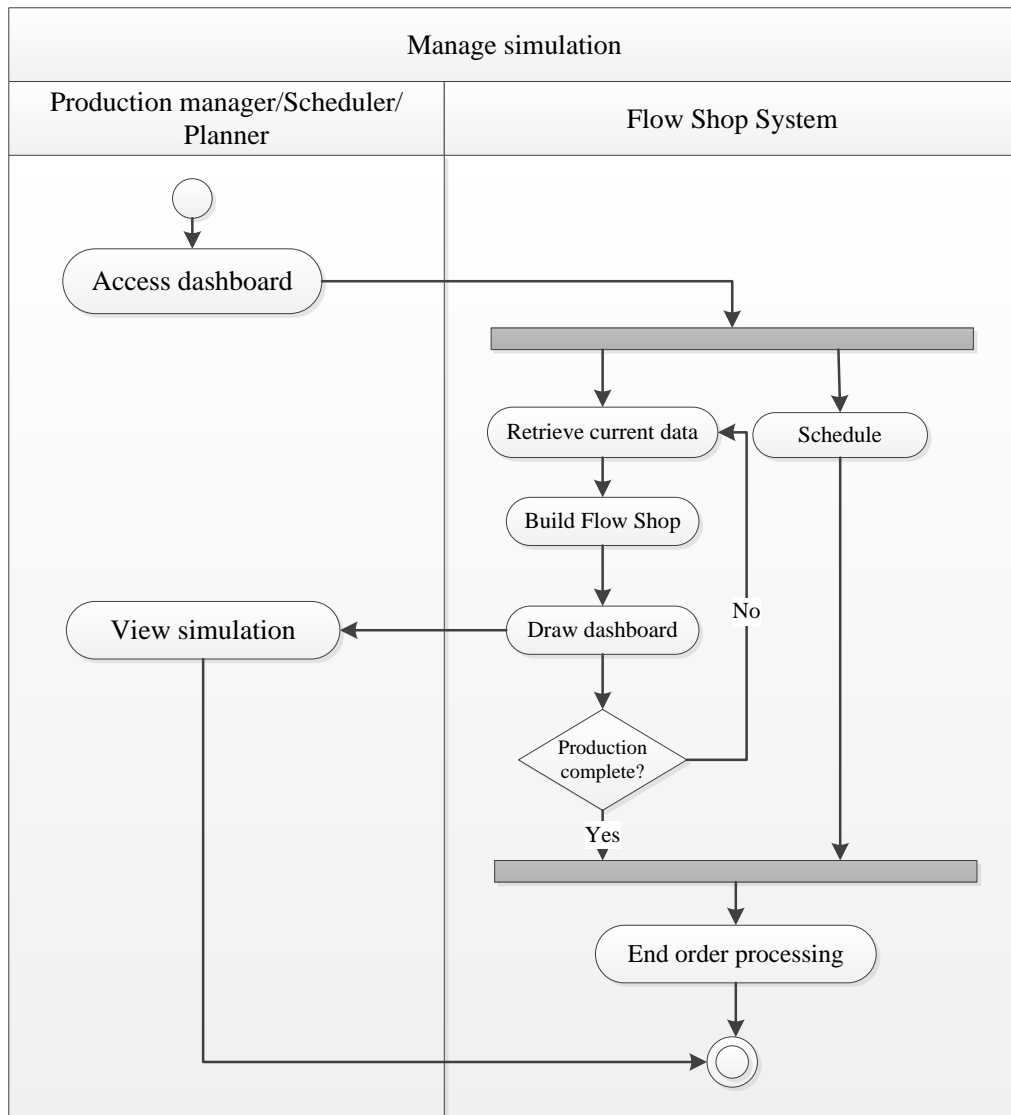 Manage simulation
Production manager/Scheduler/
Planner
Flow Shop System
Access dashboard
Retrieve current data
Schedule
Build Flow Shop
No
View simulation
Draw dashboard
Production
complete?
Yes
End order processing